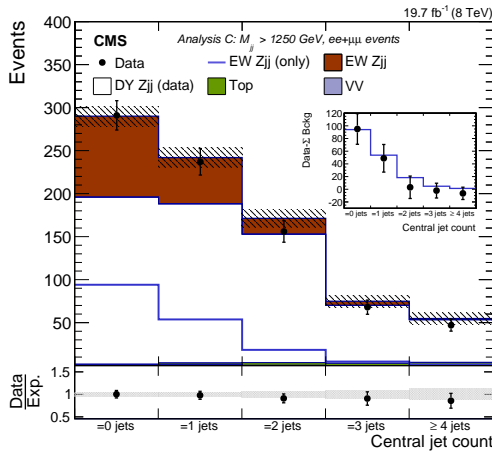 19.7 fb⁻¹ (8 TeV)
Events
CMS
Analysis C: M_jj > 1250 GeV, ee+μμ events
Data
EW Zjj (only)
EW Zjj
DY Zjj (data)
Top
VV
400
350
300
250
200
150
100
50
Data-Σ Bckg
120
100
80
60
40
20
0
-20
=0 jets
=1 jets
=2 jets
=3 jets
≥ 4 jets
Central jet count
Data
Exp.
1.5
1
0.5
=0 jets
=1 jets
=2 jets
=3 jets
≥ 4 jets
Central jet count